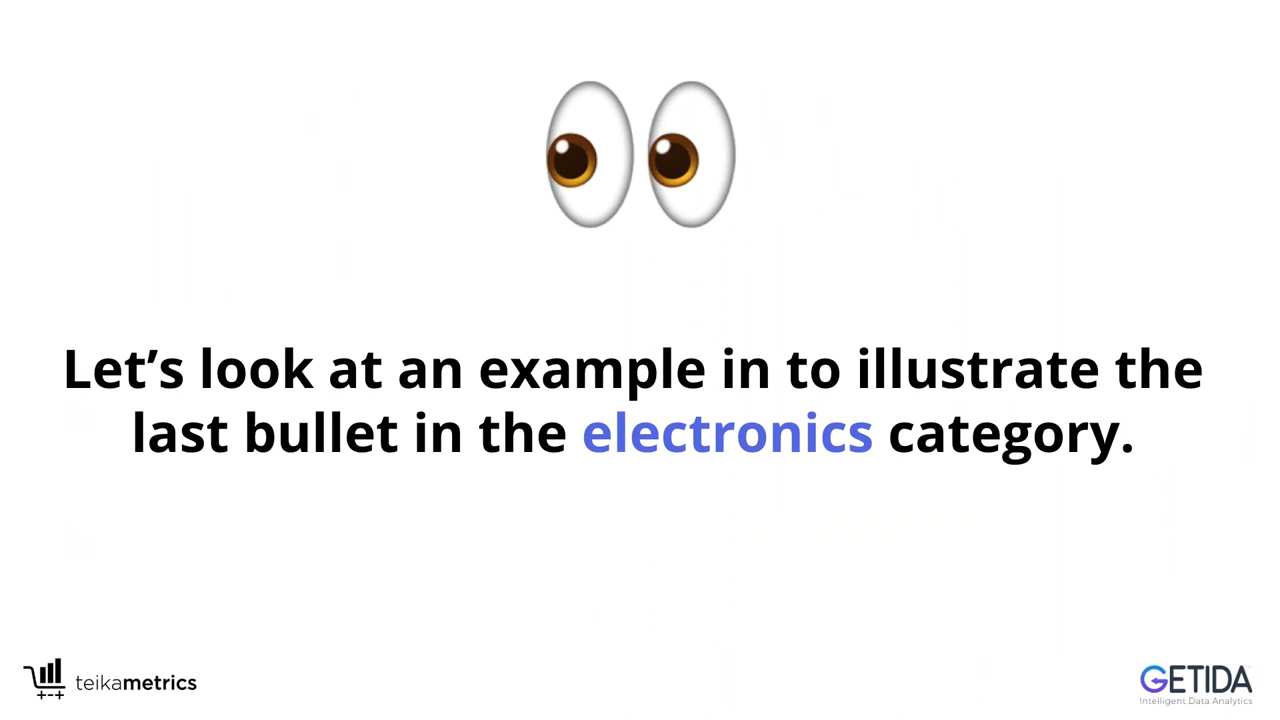 Let’s look at an example in to illustrate the
last bullet in the electronics category.
teikametrics
GETIDA
Intelligent Data Analytics